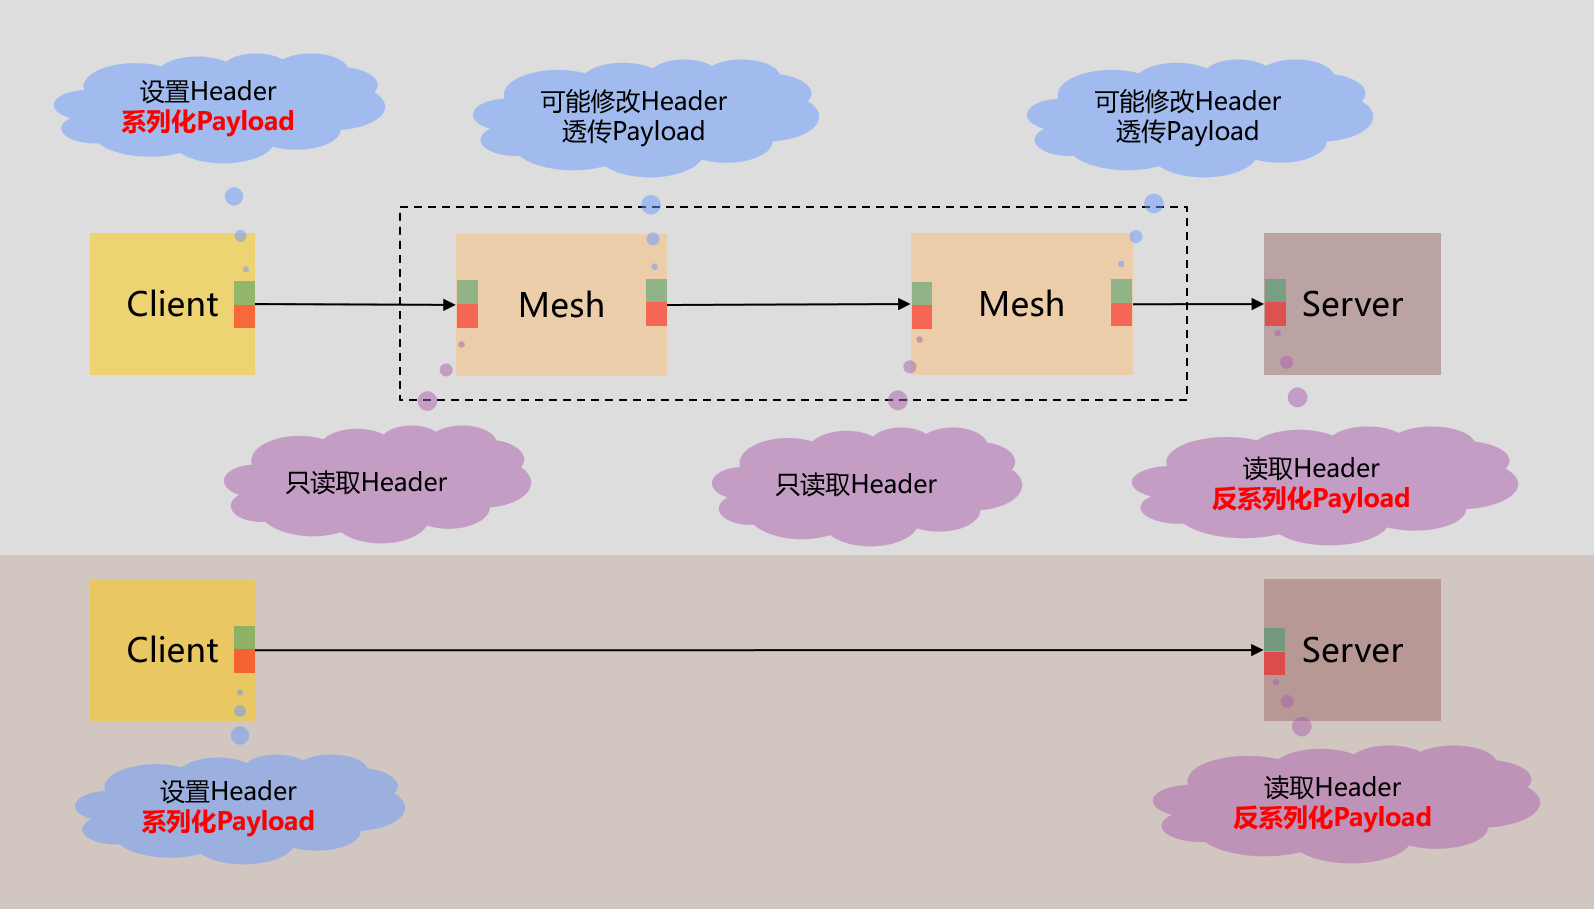 设置Header
系列化Payload
可能修改Header
透传Payload
可能修改Header
透传Payload
Client
Mesh
Mesh
Server
只读取Header
只读取Header
读取Header
反系列化Payload
Client
Server
设置Header
系列化Payload
读取Header
反系列化Payload